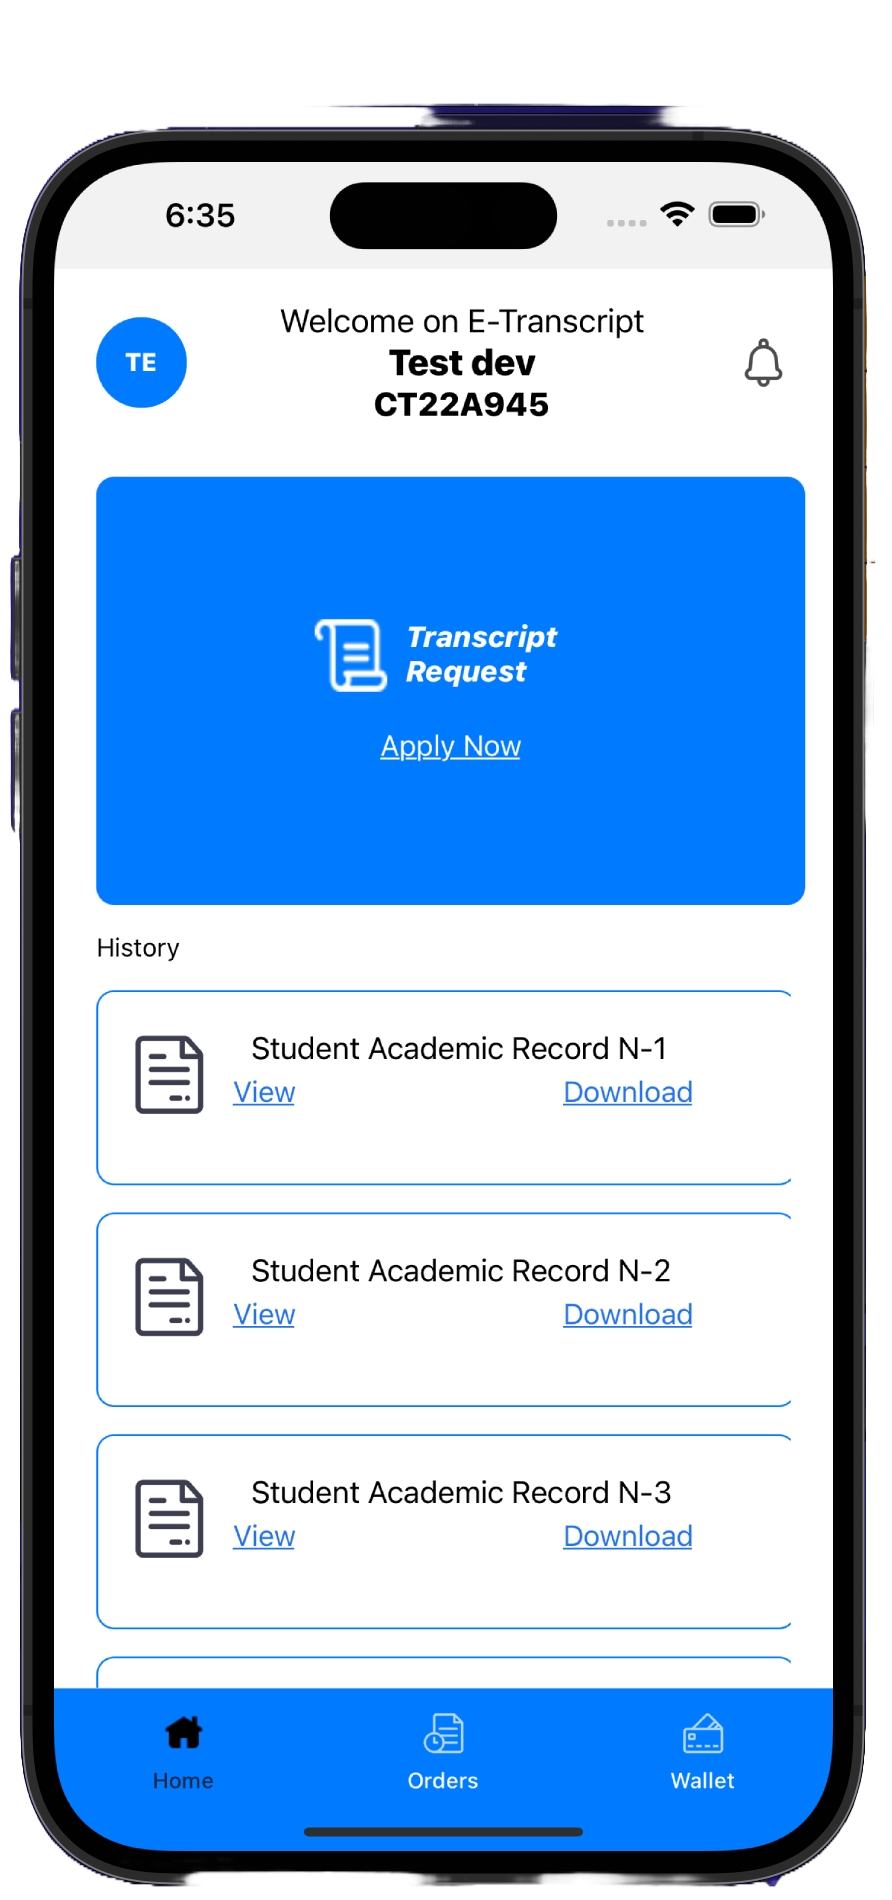 6:35
TE
Welcome on E-Transcript
Test dev
CT22A945
Transcript
Request
Apply Now
History
Student Academic Record N-1
View Download
Student Academic Record N-2
View Download
Student Academic Record N-3
View Download
Home Orders Wallet